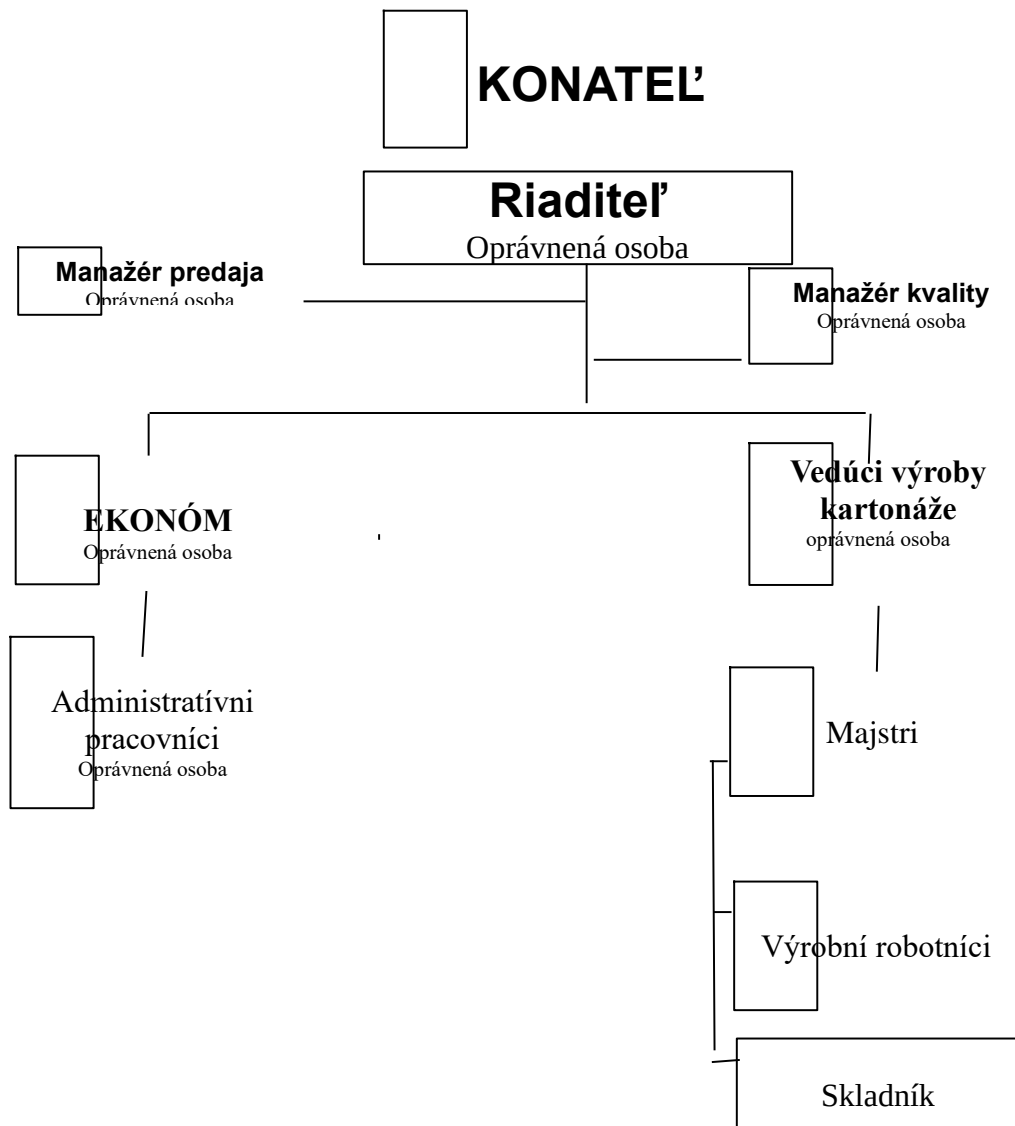 KONATEĽ
Riaditeľ
Oprávnená osoba
Manažér predaja
Oprávnená osoba
Manažér kvality
Oprávnená osoba
EKONÓM
Oprávnená osoba
Vedúci výroby
kartonáže
oprávnená osoba
Administratívni
pracovníci
Oprávnená osoba
Majstri
Výrobní robotníci
Skladník